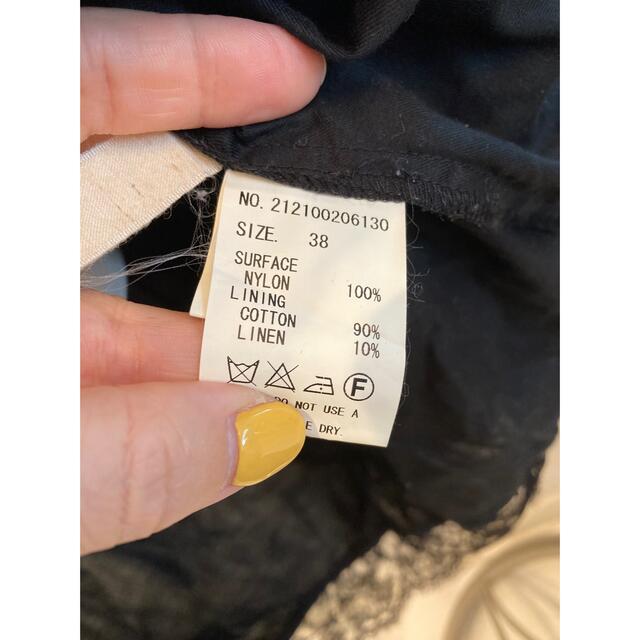 NO. 212100206130
SIZE. 38
SURFACE
NYLON 100%
LINING
COTTON 90%
LINEN 10%
F
DO NOT USE A
DRY.